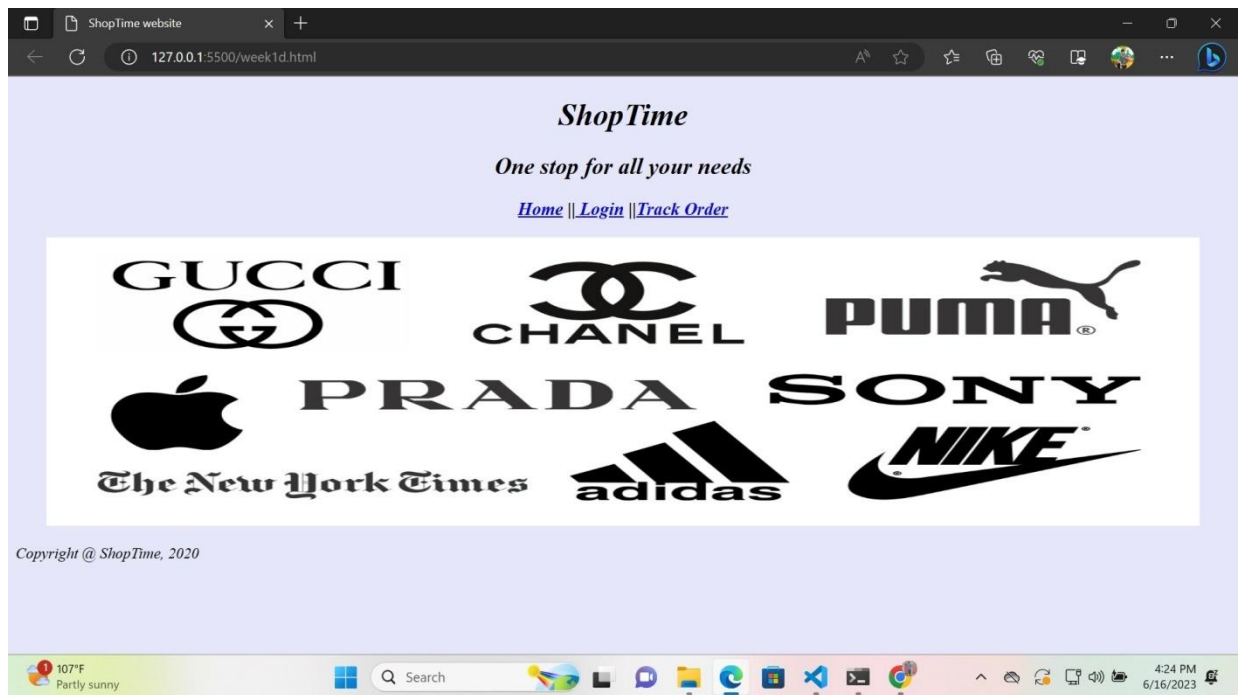 ShopTime website
127.0.0.1:5500/week1d.html
ShopTime
One stop for all your needs
Home || Login ||Track Order
GUCCI
CHANEL
PUMA ®
PRADA
SONY
The New York Times
adidas
NIKE ®
Copyright @ ShopTime, 2020
1
107°F
Partly sunny
Search
4:24 PM
6/16/2023